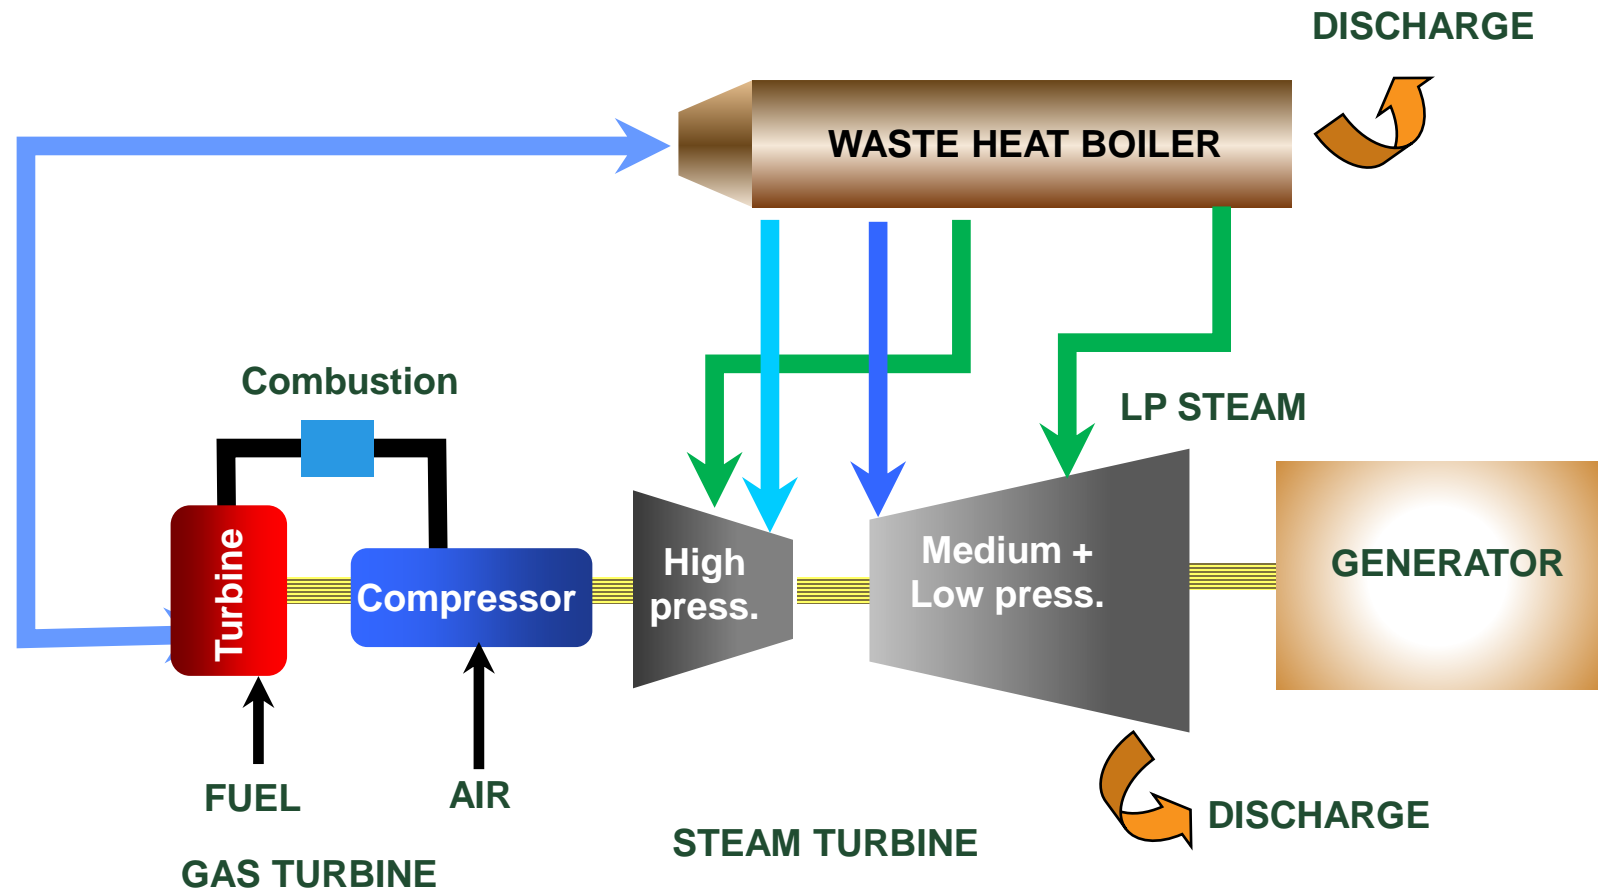 DISCHARGE
WASTE HEAT BOILER
Combustion
LP STEAM
Turbine
Compressor
High
press.
Medium +
Low press.
GENERATOR
FUEL
AIR
DISCHARGE
STEAM TURBINE
GAS TURBINE